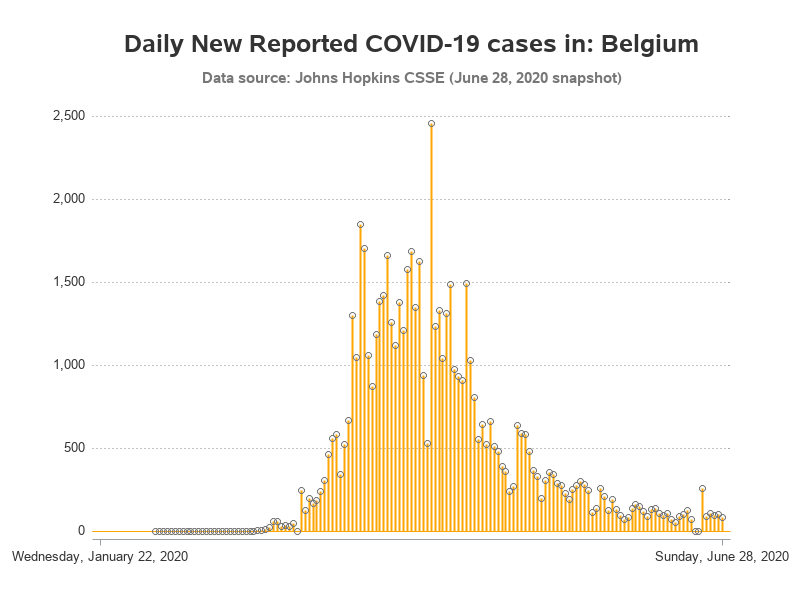 Daily New Reported COVID-19 cases in: Belgium
Data source: Johns Hopkins CSSE (June 28, 2020 snapshot)
2,500
2,000
1,500
1,000
500
0
Wednesday, January 22, 2020 Sunday, June 28, 2020